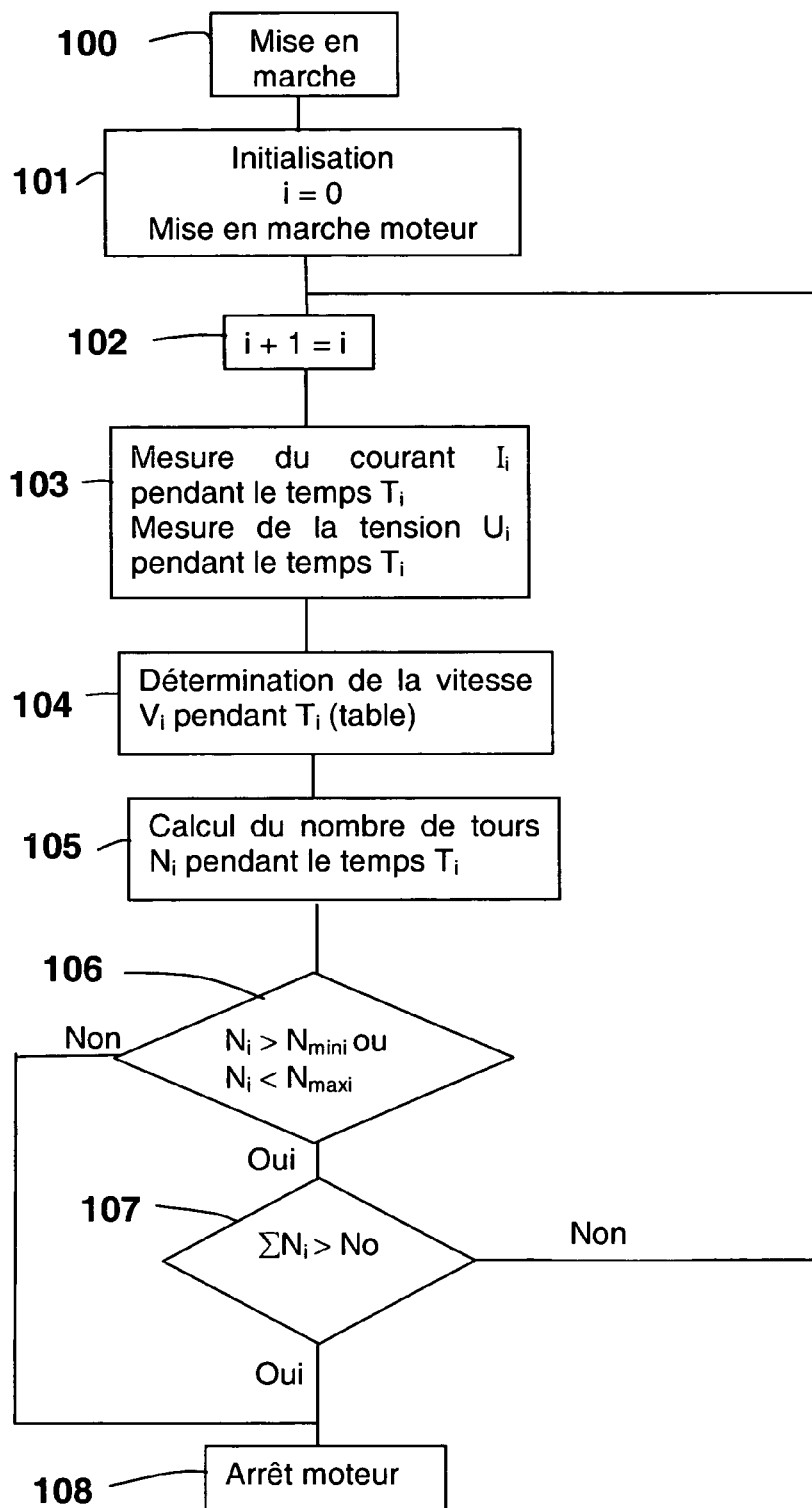 100
Mise en
marche
101
Initialisation
i = 0
Mise en marche moteur
102
i + 1 = i
103
Mesure du courant Iᵢ
pendant le temps Tᵢ
Mesure de la tension Uᵢ
pendant le temps Tᵢ
104
Détermination de la vitesse
Vᵢ pendant Tᵢ (table)
105
Calcul du nombre de tours
Nᵢ pendant le temps Tᵢ
106
Non
Nᵢ > Nmini ou
Nᵢ < Nmaxi
Oui
107
∑Nᵢ > No
Non
Oui
108
Arrêt moteur